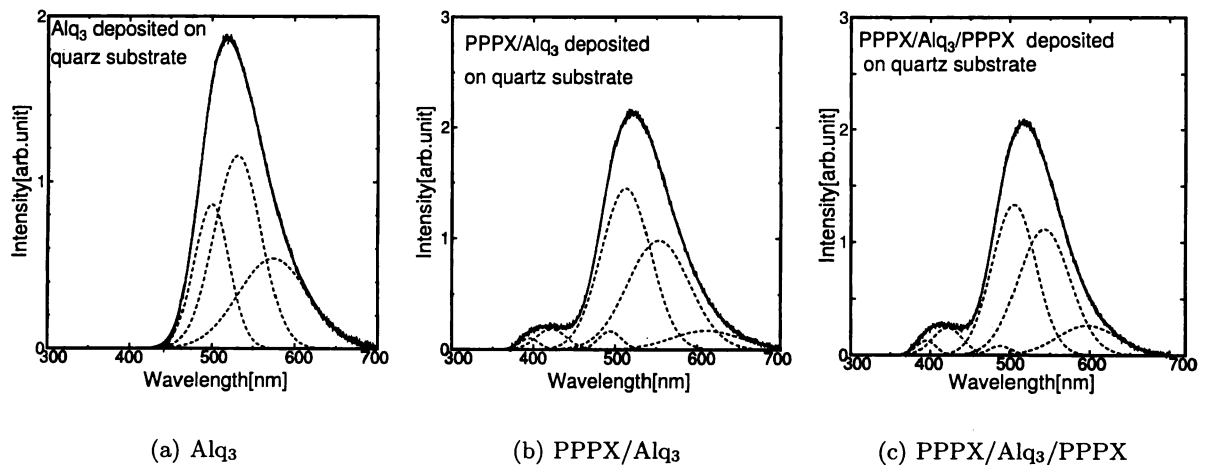 Alq₃ deposited on
quarz substrate
Intensity[arb.unit]
2
1
0
300 400 500 600 700
Wavelength[nm]
(a) Alq₃
PPPX/Alq₃ deposited
on quartz substrate
Intensity[arb.unit]
3
2
1
0
300 400 500 600 700
Wavelength[nm]
(b) PPPX/Alq₃
PPPX/Alq₃/PPPX deposited
on quartz substrate
Intensity[arb.unit]
3
2
1
0
300 400 500 600 700
Wavelength[nm]
(c) PPPX/Alq₃/PPPX